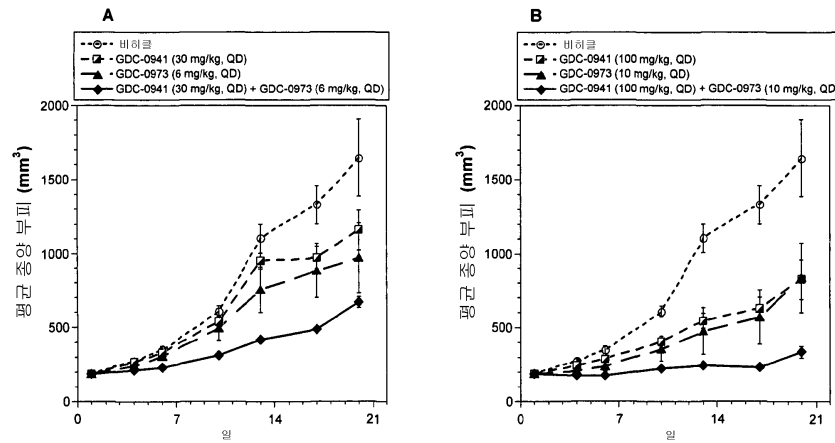 A
비히클
GDC-0941 (30 mg/kg, QD)
GDC-0973 (6 mg/kg, QD)
GDC-0941 (30 mg/kg, QD) + GDC-0973 (6 mg/kg, QD)
평균 종양 부피 (mm³)
2000
1500
1000
500
0
0 7 14 21
일
B
비히클
GDC-0941 (100 mg/kg, QD)
GDC-0973 (10 mg/kg, QD)
GDC-0941 (100 mg/kg, QD) + GDC-0973 (10 mg/kg, QD)
평균 종양 부피 (mm³)
2000
1500
1000
500
0
0 7 14 21
일